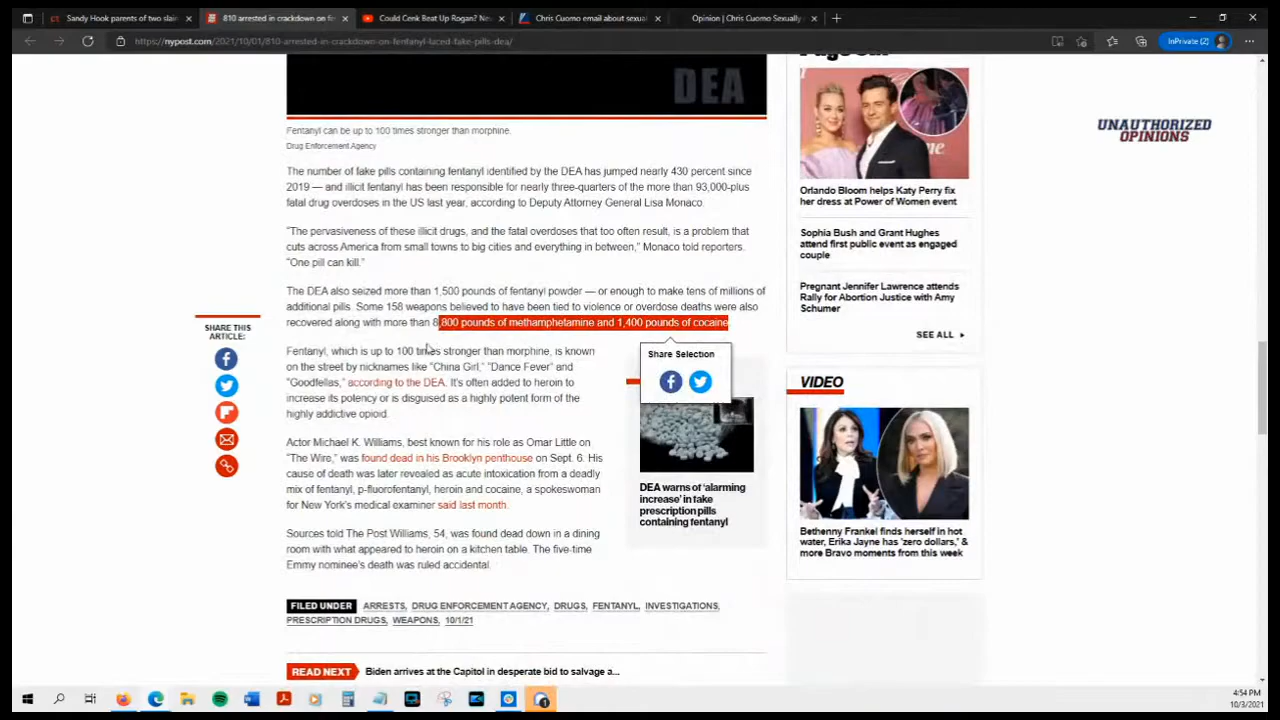 Sandy Hook parents of two slai
810 arrested in crackdown on fe
Could Cenk Beat Up Rogan? Ne
Chris Cuomo email about sexual
Opinion | Chris Cuomo Sexually
https://nypost.com/2021/10/01/810-arrested-in-crackdown-on-fentanyl-laced-fake-pills-dea/
InPrivate (2)
DEA
Fentanyl can be up to 100 times stronger than morphine.
Drug Enforcement Agency
The number of fake pills containing fentanyl identified by the DEA has jumped nearly 430 percent since
2019 — and illicit fentanyl has been responsible for nearly three-quarters of the more than 93,000-plus
fatal drug overdoses in the US last year, according to Deputy Attorney General Lisa Monaco.
“The pervasiveness of these illicit drugs, and the fatal overdoses that too often result, is a problem that
cuts across America from small towns to big cities and everything in between,” Monaco told reporters.
“One pill can kill.”
The DEA also seized more than 1,500 pounds of fentanyl powder — or enough to make tens of millions of
additional pills. Some 158 weapons believed to have been tied to violence or overdose deaths were also
recovered along with more than 8,800 pounds of methamphetamine and 1,400 pounds of cocaine
SHARE THIS
ARTICLE:
Share Selection
Fentanyl, which is up to 100 times stronger than morphine, is known
on the street by nicknames like “China Girl,” “Dance Fever” and
“Goodfellas,” according to the DEA. It’s often added to heroin to
increase its potency or is disguised as a highly potent form of the
highly addictive opioid.
Actor Michael K. Williams, best known for his role as Omar Little on
“The Wire,” was found dead in his Brooklyn penthouse on Sept. 6. His
cause of death was later revealed as acute intoxication from a deadly
mix of fentanyl, p-fluorofentanyl, heroin and cocaine, a spokeswoman
for New York’s medical examiner said last month.
Sources told The Post Williams, 54, was found dead down in a dining
room with what appeared to heroin on a kitchen table. The five-time
Emmy nominee’s death was ruled accidental.
DEA warns of ‘alarming
increase’ in fake
prescription pills
containing fentanyl
FILED UNDER ARRESTS, DRUG ENFORCEMENT AGENCY, DRUGS, FENTANYL, INVESTIGATIONS,
PRESCRIPTION DRUGS, WEAPONS, 10/1/21
READ NEXT Biden arrives at the Capitol in desperate bid to salvage a...
Orlando Bloom helps Katy Perry fix
her dress at Power of Women event
Sophia Bush and Grant Hughes
attend first public event as engaged
couple
Pregnant Jennifer Lawrence attends
Rally for Abortion Justice with Amy
Schumer
SEE ALL
VIDEO
Bethenny Frankel finds herself in hot
water, Erika Jayne has ‘zero dollars,’ &
more Bravo moments from this week
UNAUTHORIZED
OPINIONS
4:54 PM
10/3/2021